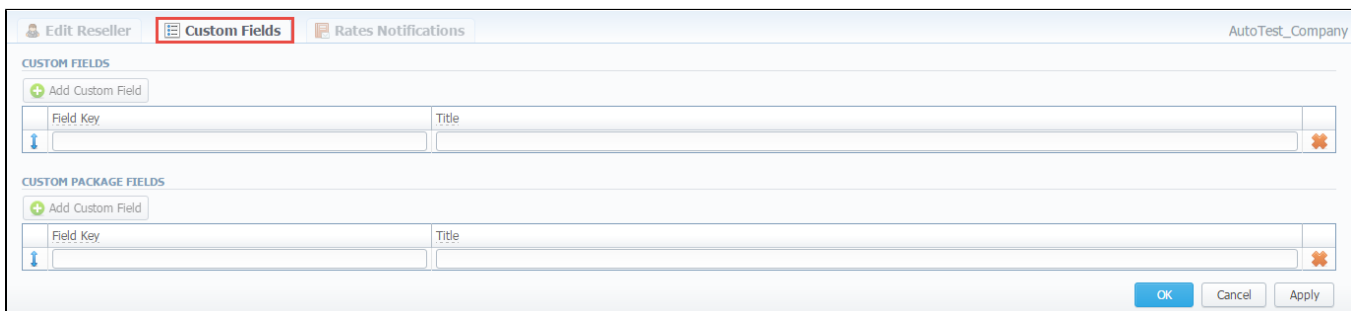 Edit Reseller Custom Fields Rates Notifications AutoTest_Company
CUSTOM FIELDS
Add Custom Field
Field Key Title
CUSTOM PACKAGE FIELDS
Add Custom Field
Field Key Title
OK Cancel Apply